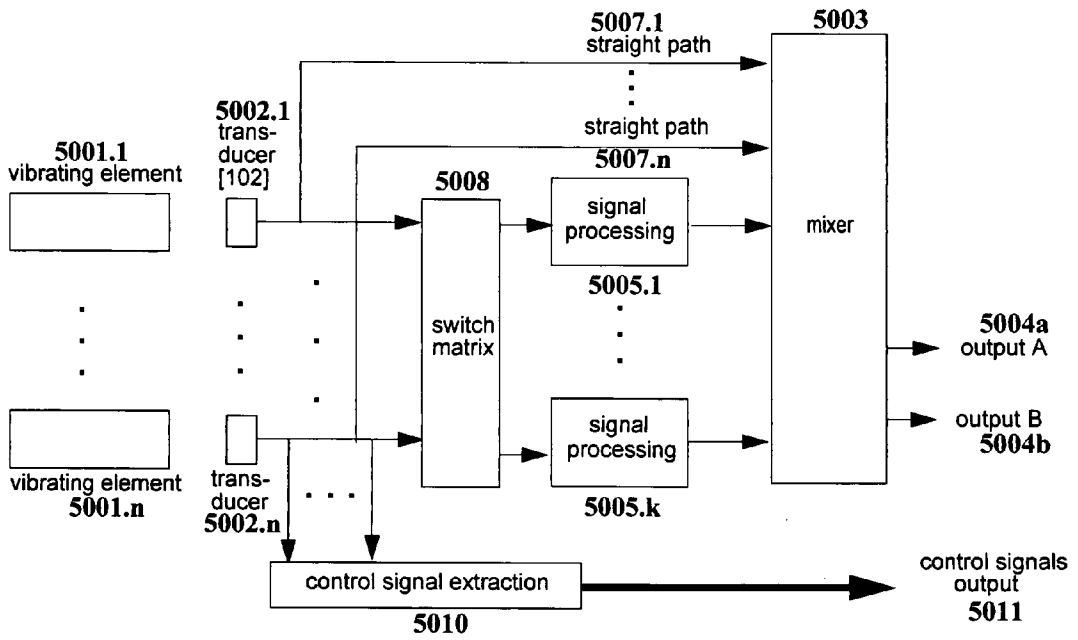 5007.1
straight path
5003
5002.1
trans-
ducer
[102]
straight path
5007.n
5001.1
vibrating element
5008
signal
processing
5005.1
mixer
switch
matrix
5004a
output A
output B
5004b
signal
processing
5005.k
vibrating element
5001.n
trans-
ducer
5002.n
control signal extraction
5010
control signals
output
5011